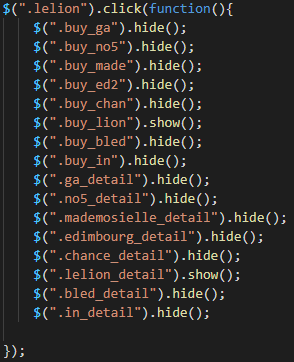 $(".lelion").click(function(){
$(".buy_ga").hide();
$(".buy_no5").hide();
$(".buy_made").hide();
$(".buy_ed2").hide();
$(".buy_chan").hide();
$(".buy_lion").show();
$(".buy_bled").hide();
$(".buy_in").hide();
$(".ga_detail").hide();
$(".no5_detail").hide();
$(".mademosielle_detail").hide();
$(".edimbourg_detail").hide();
$(".chance_detail").hide();
$(".lelion_detail").show();
$(".bled_detail").hide();
$(".in_detail").hide();
});